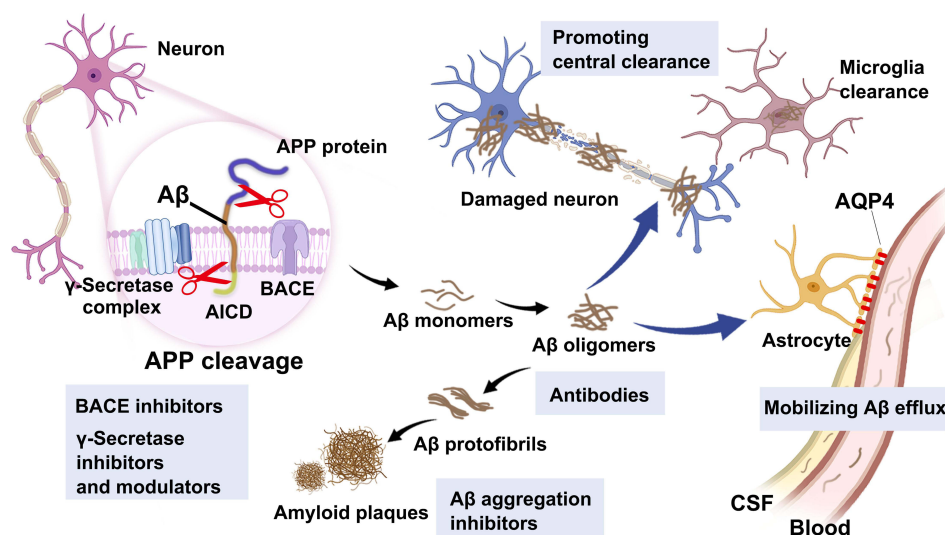 Neuron
APP protein
Aβ
γ-Secretase
complex
AICD
BACE
APP cleavage
BACE inhibitors
γ-Secretase
inhibitors
and modulators
Aβ monomers
Aβ oligomers
Aβ protofibrils
Amyloid plaques
Antibodies
Aβ aggregation
inhibitors
Promoting
central clearance
Damaged neuron
Microglia
clearance
AQP4
Astrocyte
Mobilizing Aβ efflux
CSF
Blood